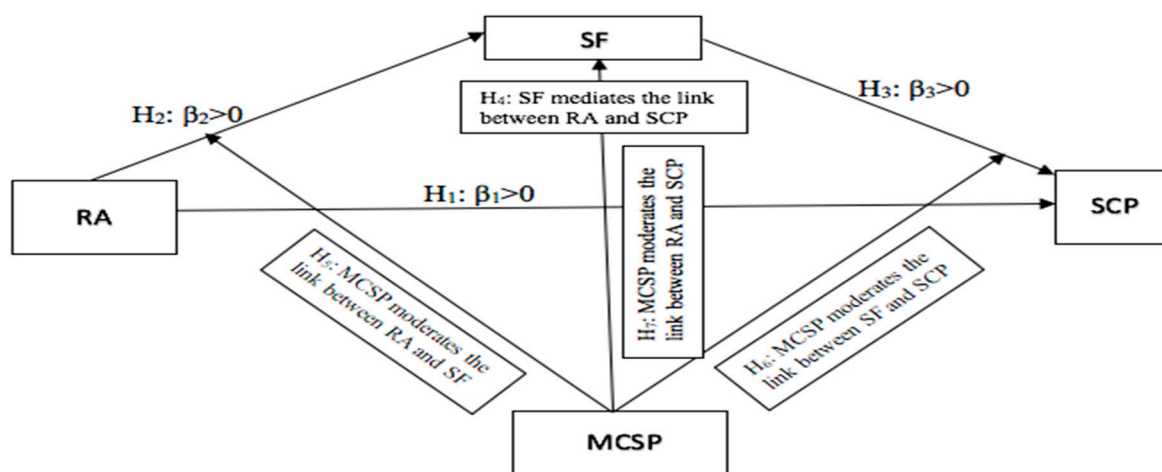 SF
H₄: SF mediates the link
between RA and SCP
H₂: β₂>0
H₃: β₃>0
RA
H₁: β₁>0
SCP
H₅: MCSP moderates the
link between RA and SF
H₇: MCSP moderates the
link between RA and SCP
H₆: MCSP moderates the
link between SF and SCP
MCSP